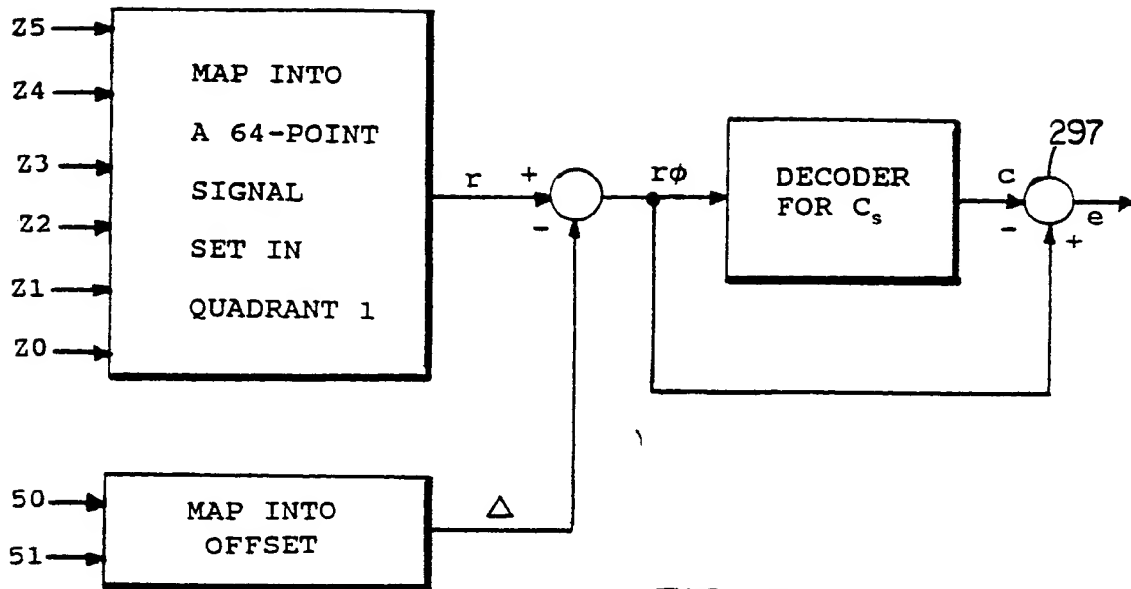 Z5
Z4
Z3
Z2
Z1
Z0
MAP INTO
A 64-POINT
SIGNAL
SET IN
QUADRANT 1
r
+
-
rϕ
DECODER
FOR Cs
c
-
297
e
+
50
51
MAP INTO
OFFSET
△